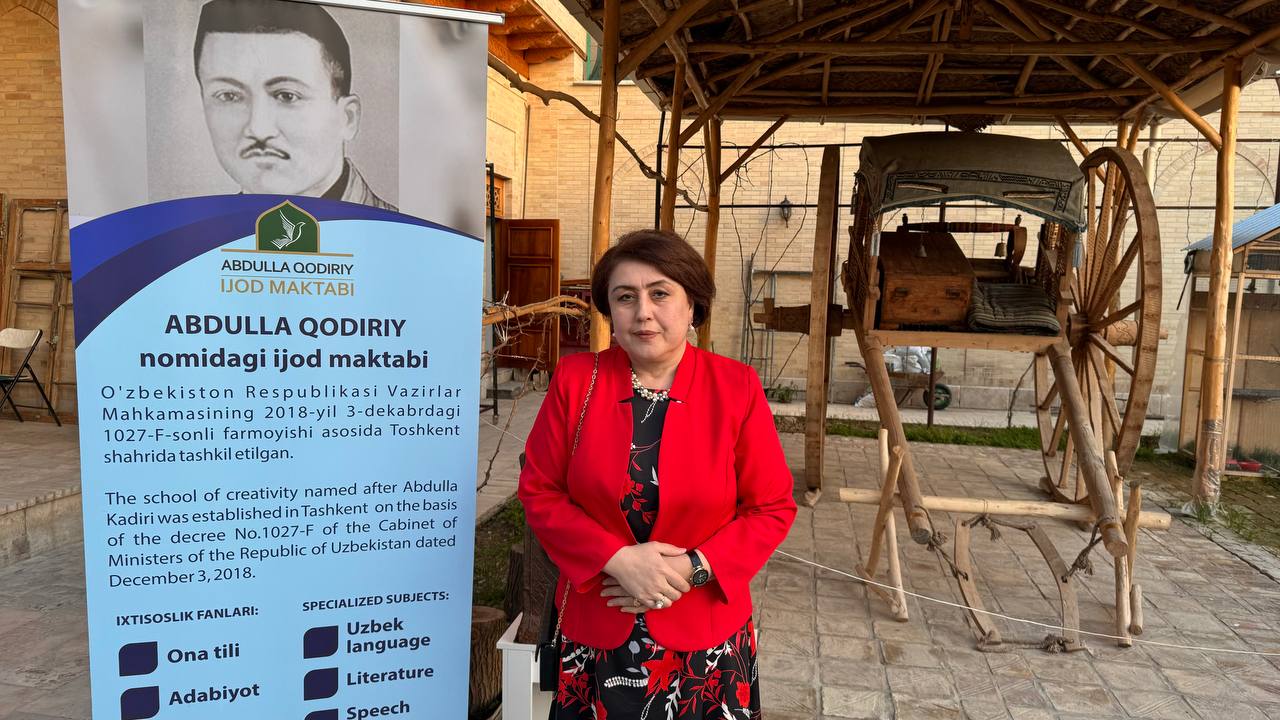 ABDULLA QODIRIY
IJOD MAKTABI
ABDULLA QODIRIY
nomidagi ijod maktabi
O'zbekiston Respublikasi Vazirlar
Mahkamasining 2018-yil 3-dekabrdagi
1027-F-sonli farmoyishi asosida Toshkent
shahrida tashkil etilgan.
The school of creativity named after Abdulla
Kadiri was established in Tashkent on the basis
of the decree No.1027-F of the Cabinet of
Ministers of the Republic of Uzbekistan dated
December 3, 2018.
IXTISOSLIK FANLARI:
Ona tili
Adabiyot
SPECIALIZED SUBJECTS:
Uzbek
language
Literature
Speech